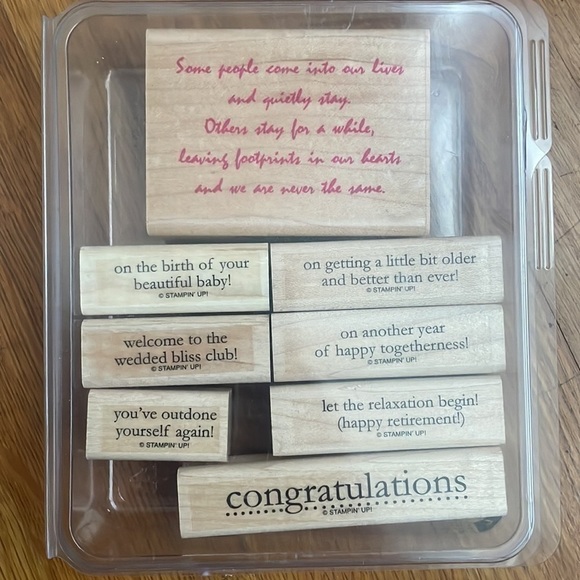 Some people come into our lives
and quietly stay.
Others stay for a while,
leaving footprints in our hearts
and we are never the same.
on the birth of your
beautiful baby!
© STAMPIN' UP!
on getting a little bit older
and better than ever!
© STAMPIN' UP!
welcome to the
wedded bliss club!
© STAMPIN' UP!
on another year
of happy togetherness!
© STAMPIN' UP!
you've outdone
yourself again!
© STAMPIN' UP!
let the relaxation begin!
(happy retirement!)
© STAMPIN' UP!
congratulations
© STAMPIN' UP!